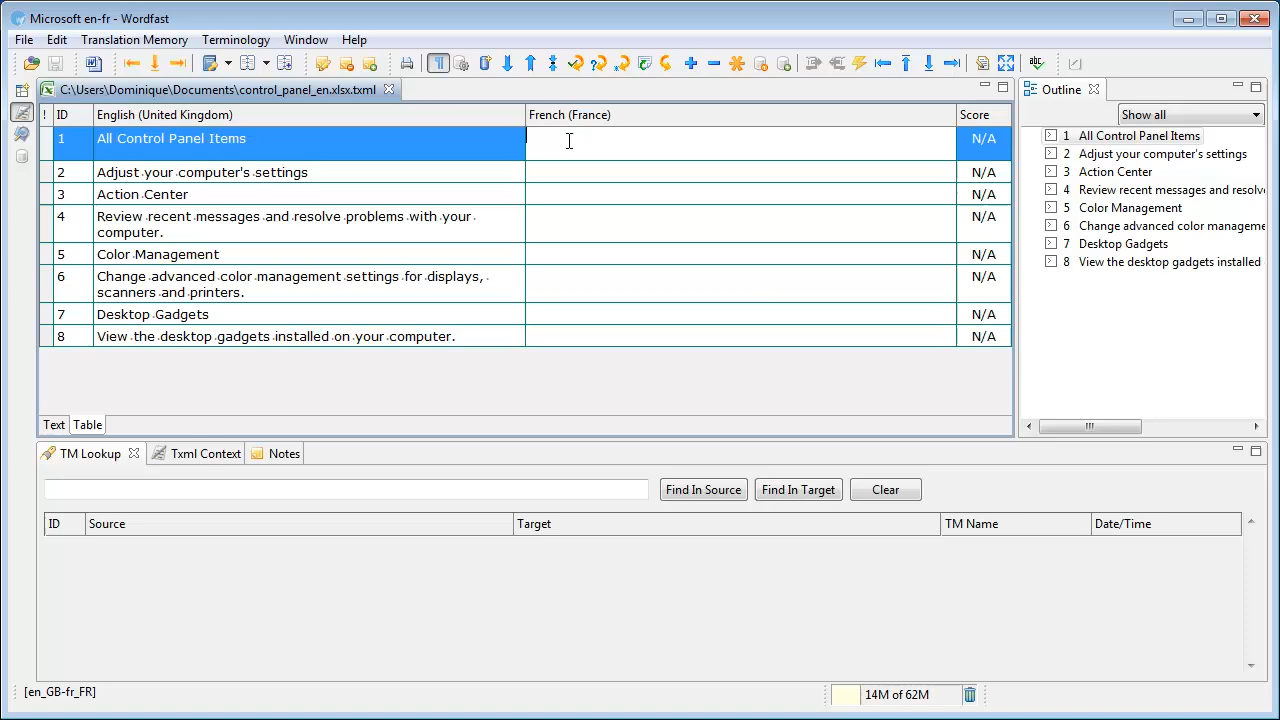 Microsoft en-fr - Wordfast
File Edit Translation Memory Terminology Window Help
C:\Users\Dominique\Documents\control_panel_en.xlsx.txml
! ID English (United Kingdom) French (France) Score
1 All Control Panel Items N/A
2 Adjust your computer's settings N/A
3 Action Center N/A
4 Review recent messages and resolve problems with your
computer. N/A
5 Color Management N/A
6 Change advanced color management settings for displays,
scanners and printers. N/A
7 Desktop Gadgets N/A
8 View the desktop gadgets installed on your computer. N/A
Text Table
Outline
Show all
1 All Control Panel Items
2 Adjust your computer's settings
3 Action Center
4 Review recent messages and resolv
5 Color Management
6 Change advanced color manageme
7 Desktop Gadgets
8 View the desktop gadgets installed
TM Lookup Txml Context Notes
Find In Source Find In Target Clear
ID Source Target TM Name Date/Time
[en_GB-fr_FR] 14M of 62M